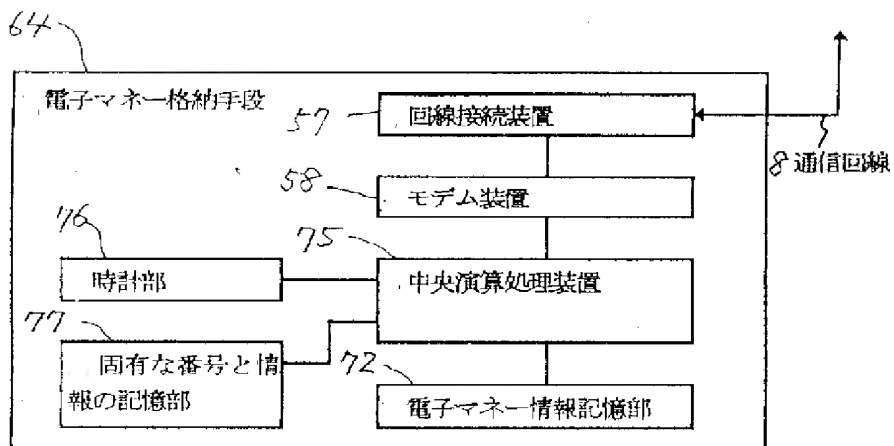 64
電子マネー格納手段
57
回線接続装置
8 通信回線
58
モデム装置
76
75
時計部
中央演算処理装置
77
固有な番号と情
報の記憶部
72
電子マネー情報記憶部